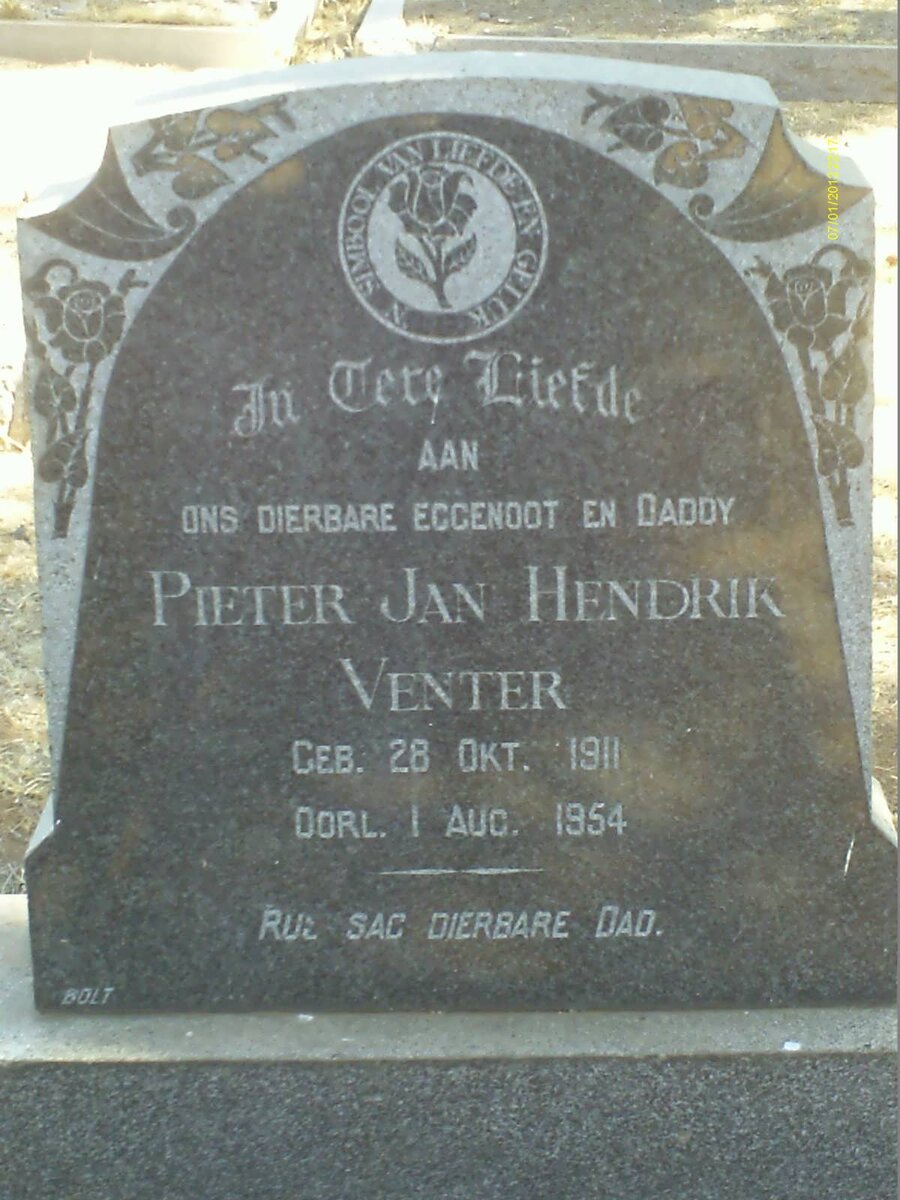 'N SIMBOOL VAN LIEFDE EN GELUK
In Tere Liefde
AAN
ONS DIERBARE EGGENOOT EN DADDY
PIETER JAN HENDRIK
VENTER
GEB. 28 OKT. 1911
OORL. 1 AUG. 1954
RUS SAG DIERBARE DAD.
BOLT